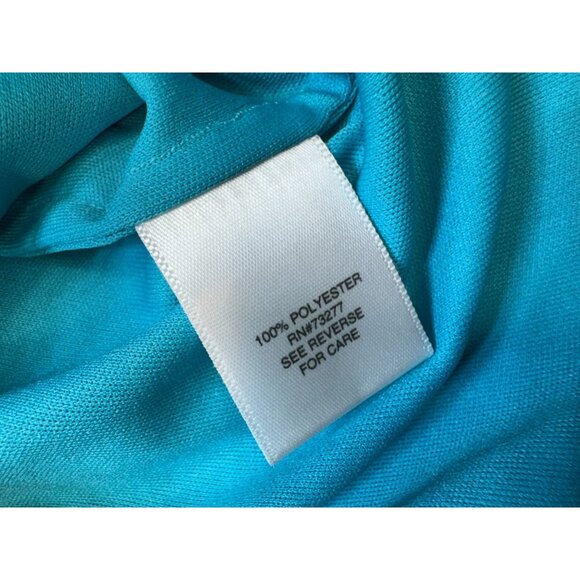 100% POLYESTER
RN#73277
SEE REVERSE
FOR CARE